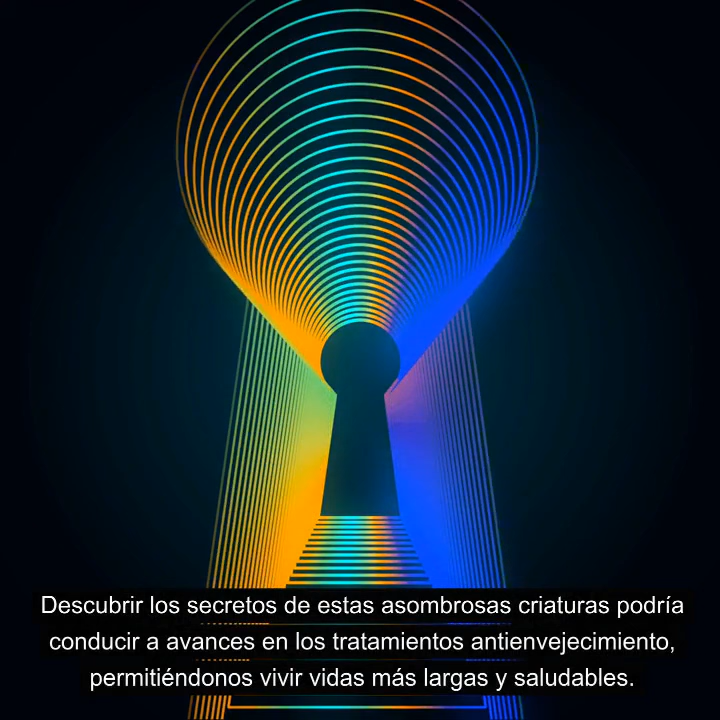 Descubrir los secretos de estas asombrosas criaturas podría
conducir a avances en los tratamientos antienvejecimiento,
permitiéndonos vivir vidas más largas y saludables.